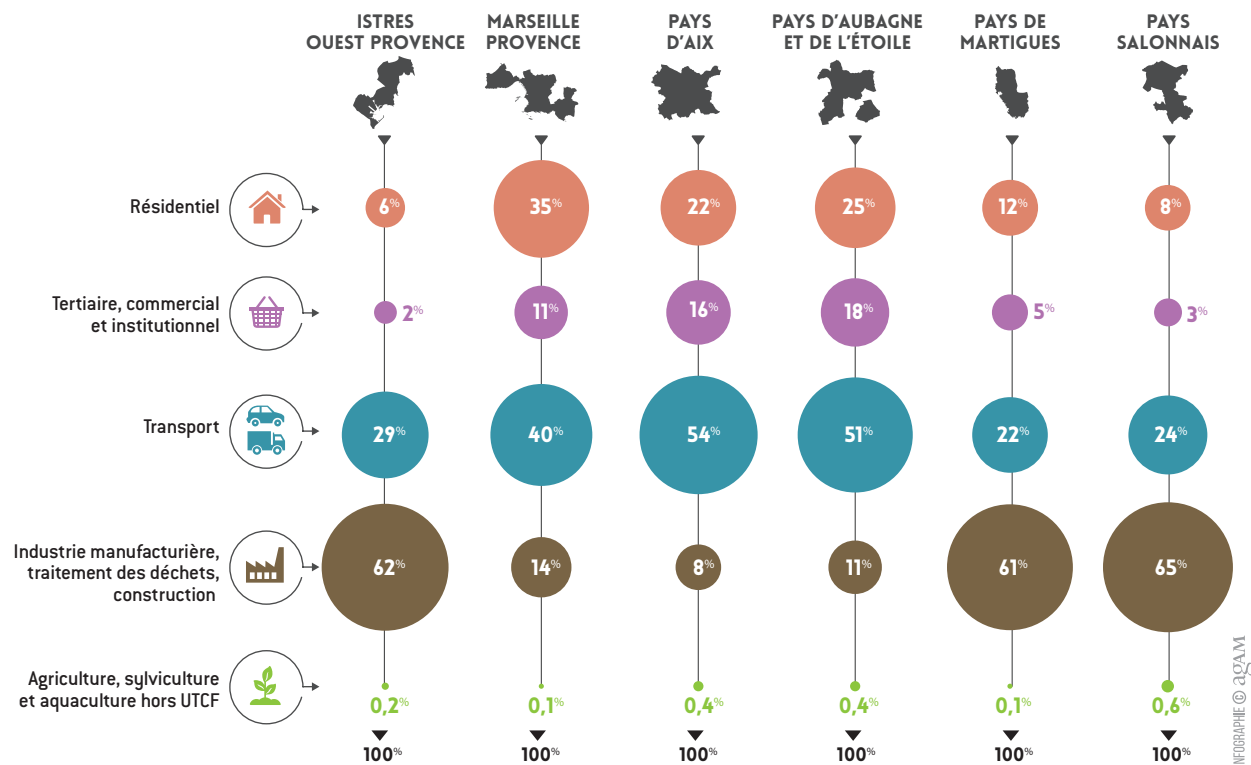 ISTRES
OUEST PROVENCE
MARSEILLE
PROVENCE
PAYS
D'AIX
PAYS D'AUBAGNE
ET DE L'ÉTOILE
PAYS DE
MARTIGUES
PAYS
SALONNAIS
Résidentiel
6% 35% 22% 25% 12% 8%
Tertiaire, commercial
et institutionnel
2% 11% 16% 18% 5% 3%
Transport
29% 40% 54% 51% 22% 24%
Industrie manufacturière,
traitement des déchets,
construction
62% 14% 8% 11% 61% 65%
Agriculture, sylviculture
et aquaculture hors UTCF
0,2% 0,1% 0,4% 0,4% 0,1% 0,6%
100% 100% 100% 100% 100% 100%
NFOGRAPHIE © agAM